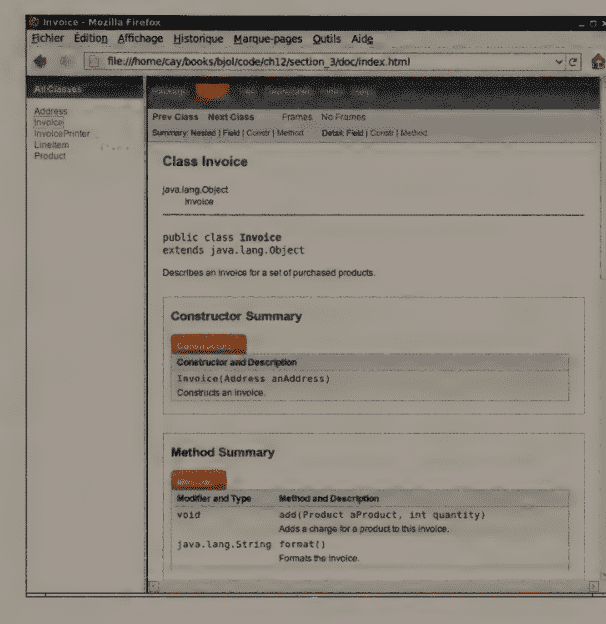 Invoice - Mozilla Firefox
Fichier Édition Affichage Historique Marque-pages Outils Aide
file:///home/cay/books/bjol/code/ch12/section_3/doc/index.html
All Classes
Address
Invoice
InvoicePrinter
LineItem
Product
Package
Prev Class Next Class Frames No Frames
Summary: Nested | Field | Constr | Method Detail: Field | Constr | Method
Class Invoice
java.lang.Object
Invoice
public class Invoice
extends java.lang.Object
Describes an invoice for a set of purchased products.
Constructor Summary
Constructors
Constructor and Description
Invoice(Address anAddress)
Constructs an invoice.
Method Summary
Modifier and Type Method and Description
void add(Product aProduct, int quantity)
Adds a charge for a product to this invoice.
java.lang.String format()
Formats the invoice.